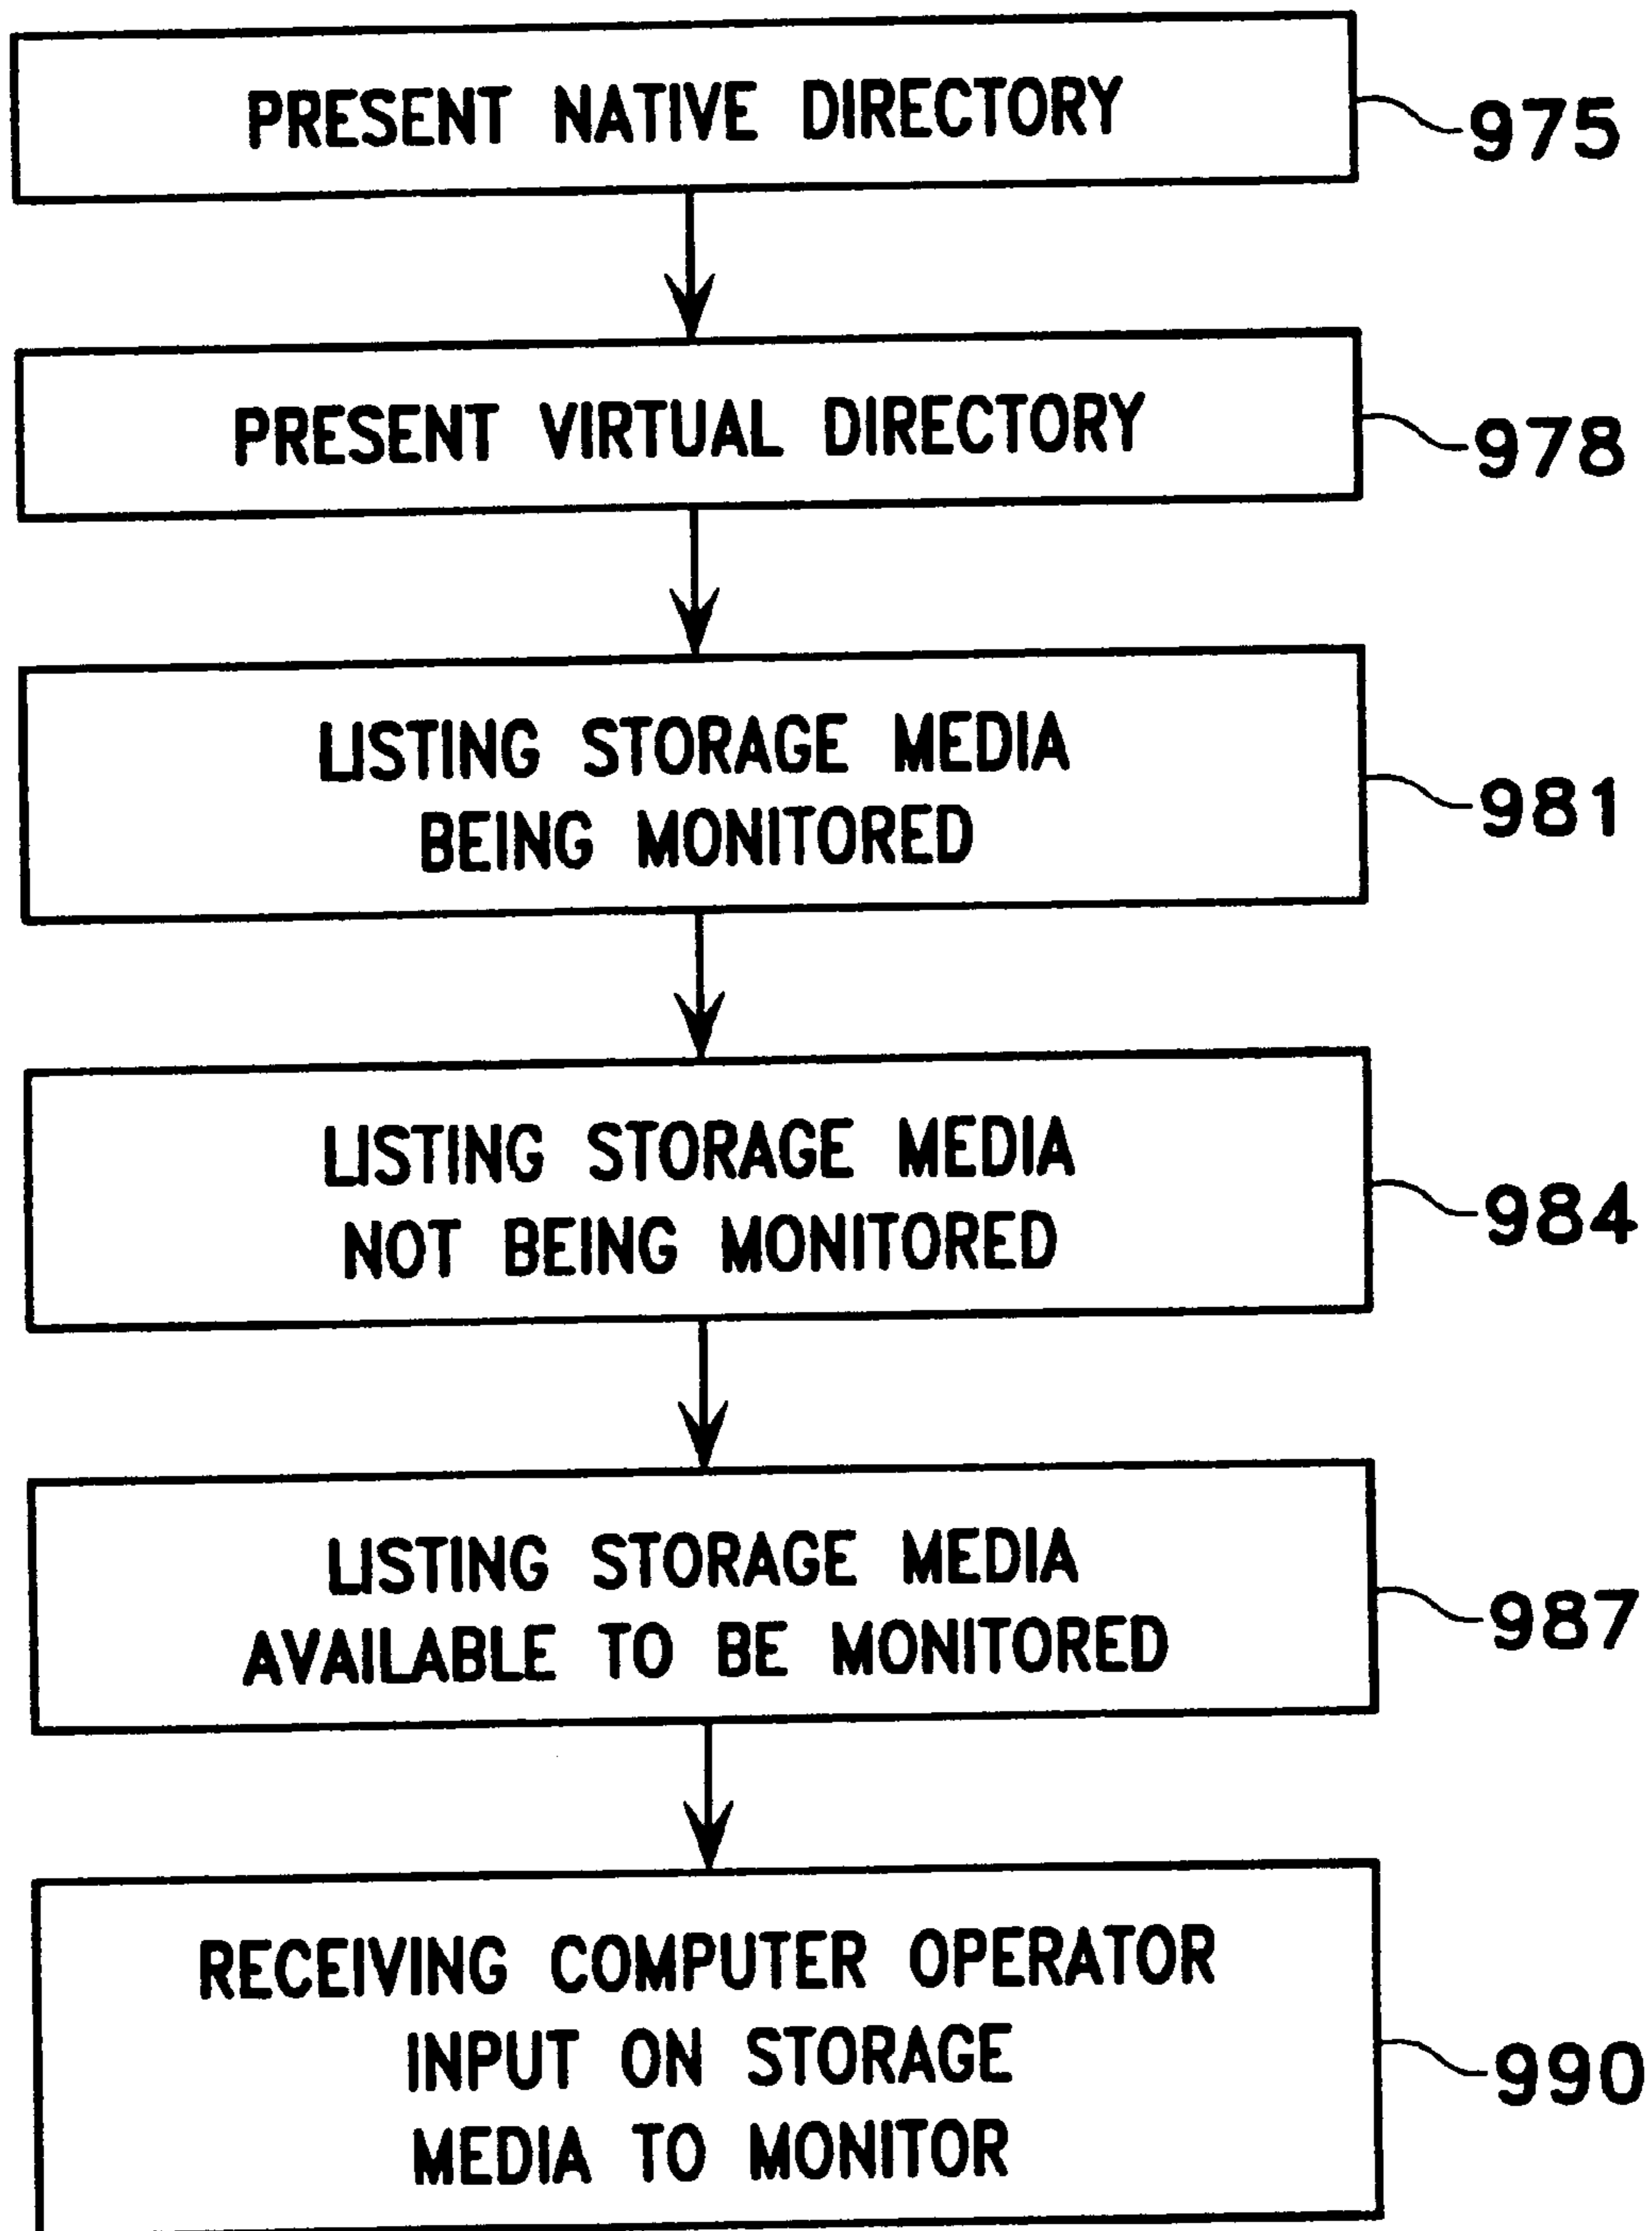 PRESENT NATIVE DIRECTORY
975
PRESENT VIRTUAL DIRECTORY
978
LISTING STORAGE MEDIA
BEING MONITORED
981
LISTING STORAGE MEDIA
NOT BEING MONITORED
984
LISTING STORAGE MEDIA
AVAILABLE TO BE MONITORED
987
RECEIVING COMPUTER OPERATOR
INPUT ON STORAGE
MEDIA TO MONITOR
990